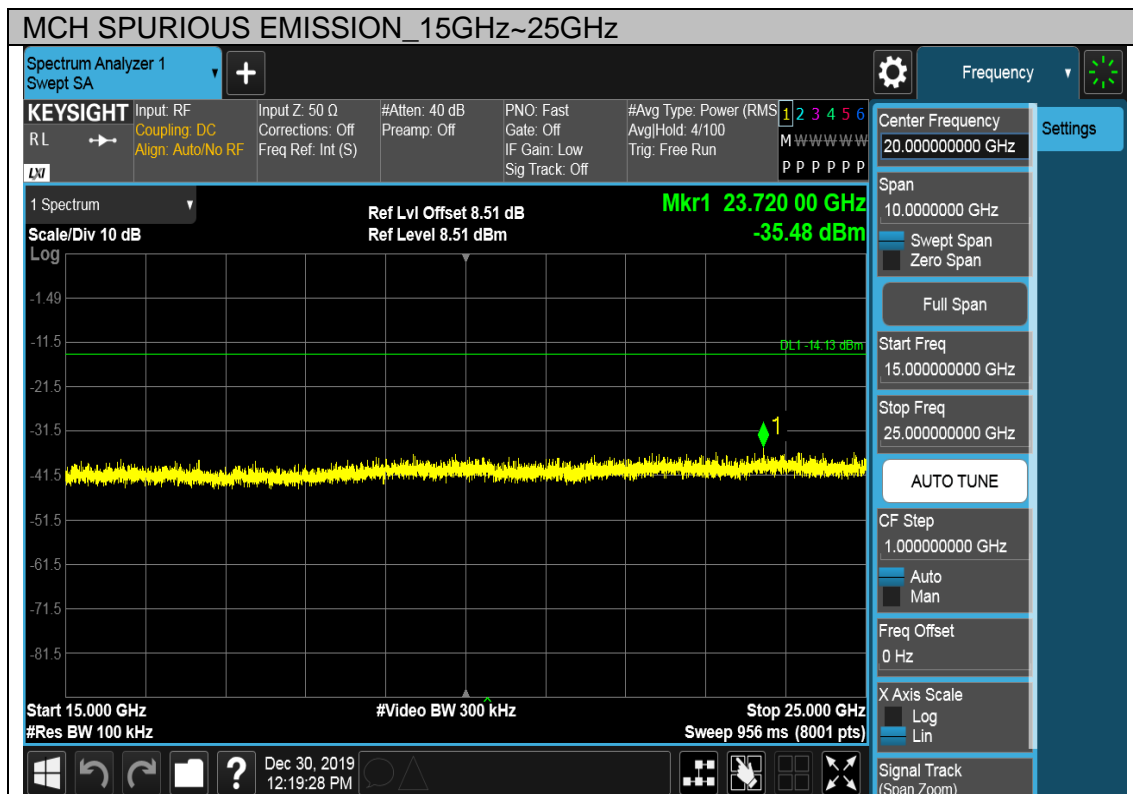 MCH SPURIOUS EMISSION_15GHz~25GHz
Spectrum Analyzer 1
Swept SA
Frequency
KEYSIGHT
RL
LXI
Input: RF
Coupling: DC
Align: Auto/No RF
Input Z: 50 Ω
Corrections: Off
Freq Ref: Int (S)
#Atten: 40 dB
Preamp: Off
PNO: Fast
Gate: Off
IF Gain: Low
Sig Track: Off
#Avg Type: Power (RMS
Avg|Hold: 4/100
Trig: Free Run
1 2 3 4 5 6
M W W W W W
P P P P P P
1 Spectrum
Scale/Div 10 dB
Log
Ref Lvl Offset 8.51 dB
Ref Level 8.51 dBm
Mkr1 23.720 00 GHz
-35.48 dBm
-1.49
-11.5
DL1 -14.13 dBm
-21.5
-31.5
1
-41.5
-51.5
-61.5
-71.5
-81.5
Start 15.000 GHz
#Res BW 100 kHz
#Video BW 300 kHz
Stop 25.000 GHz
Sweep 956 ms (8001 pts)
?
Dec 30, 2019
12:19:28 PM
Center Frequency
20.000000000 GHz
Settings
Span
10.0000000 GHz
Swept Span
Zero Span
Full Span
Start Freq
15.000000000 GHz
Stop Freq
25.000000000 GHz
AUTO TUNE
CF Step
1.000000000 GHz
Auto
Man
Freq Offset
0 Hz
X Axis Scale
Log
Lin
Signal Track
(Span Zoom)